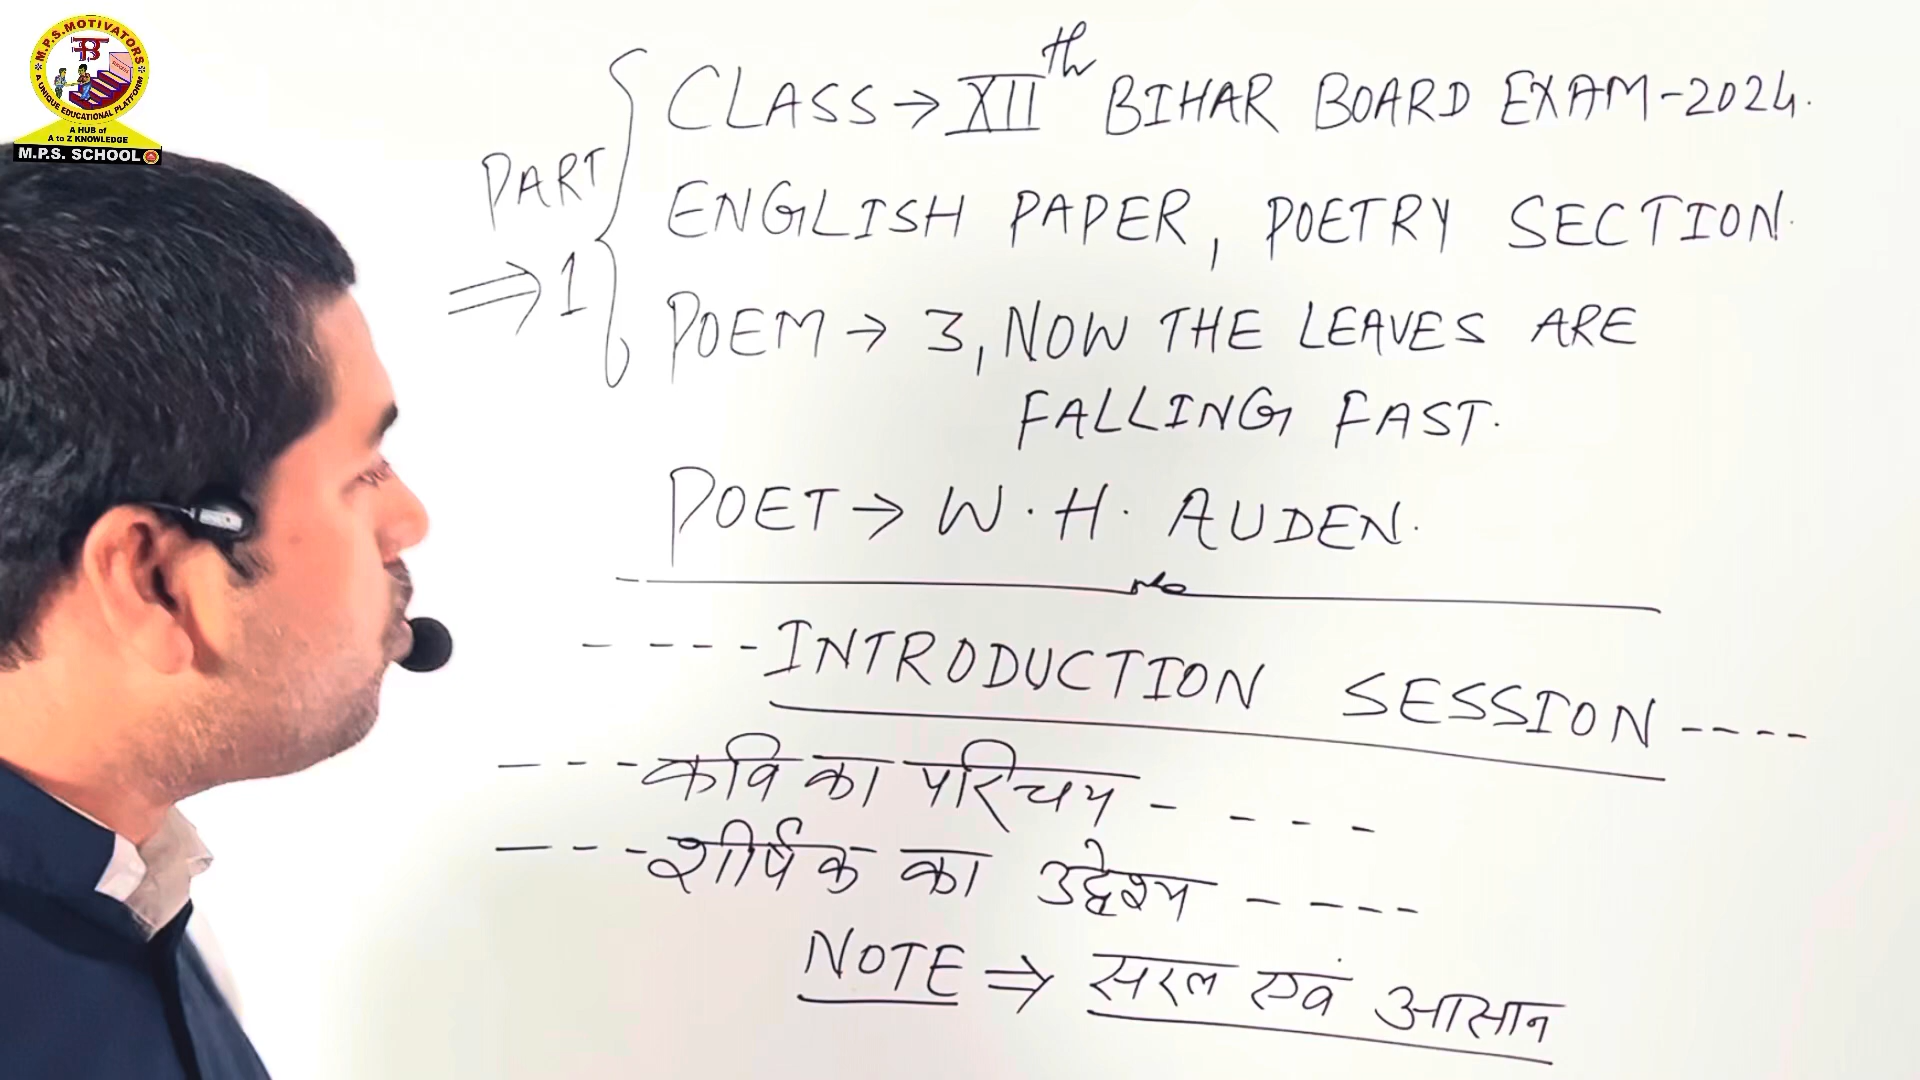 M.P.S.MOTIVATORS
A UNIQUE EDUCATIONAL PLATFORM
A HUB of
A to Z KNOWLEDGE
M.P.S. SCHOOL
PART
⇒ 1
CLASS → XIIth BIHAR BOARD EXAM-2024.
ENGLISH PAPER, POETRY SECTION.
POEM → 3, NOW THE LEAVES ARE
FALLING FAST.
POET → W.H. AUDEN.
----INTRODUCTION SESSION----
---कवि का परिचय----
---शीर्षक का उद्देश्य----
NOTE ⇒ सरल एवं आसान